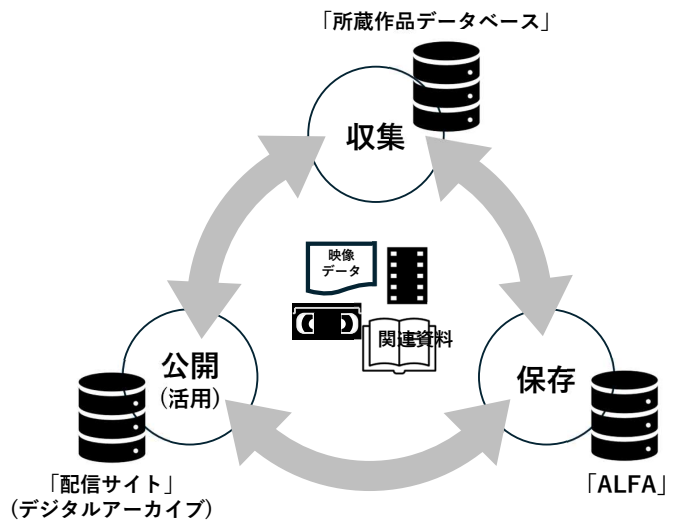 「所蔵作品データベース」
収集
映像
データ
関連資料
公開
(活用)
保存
「配信サイト」
(デジタルアーカイブ)
「ALFA」